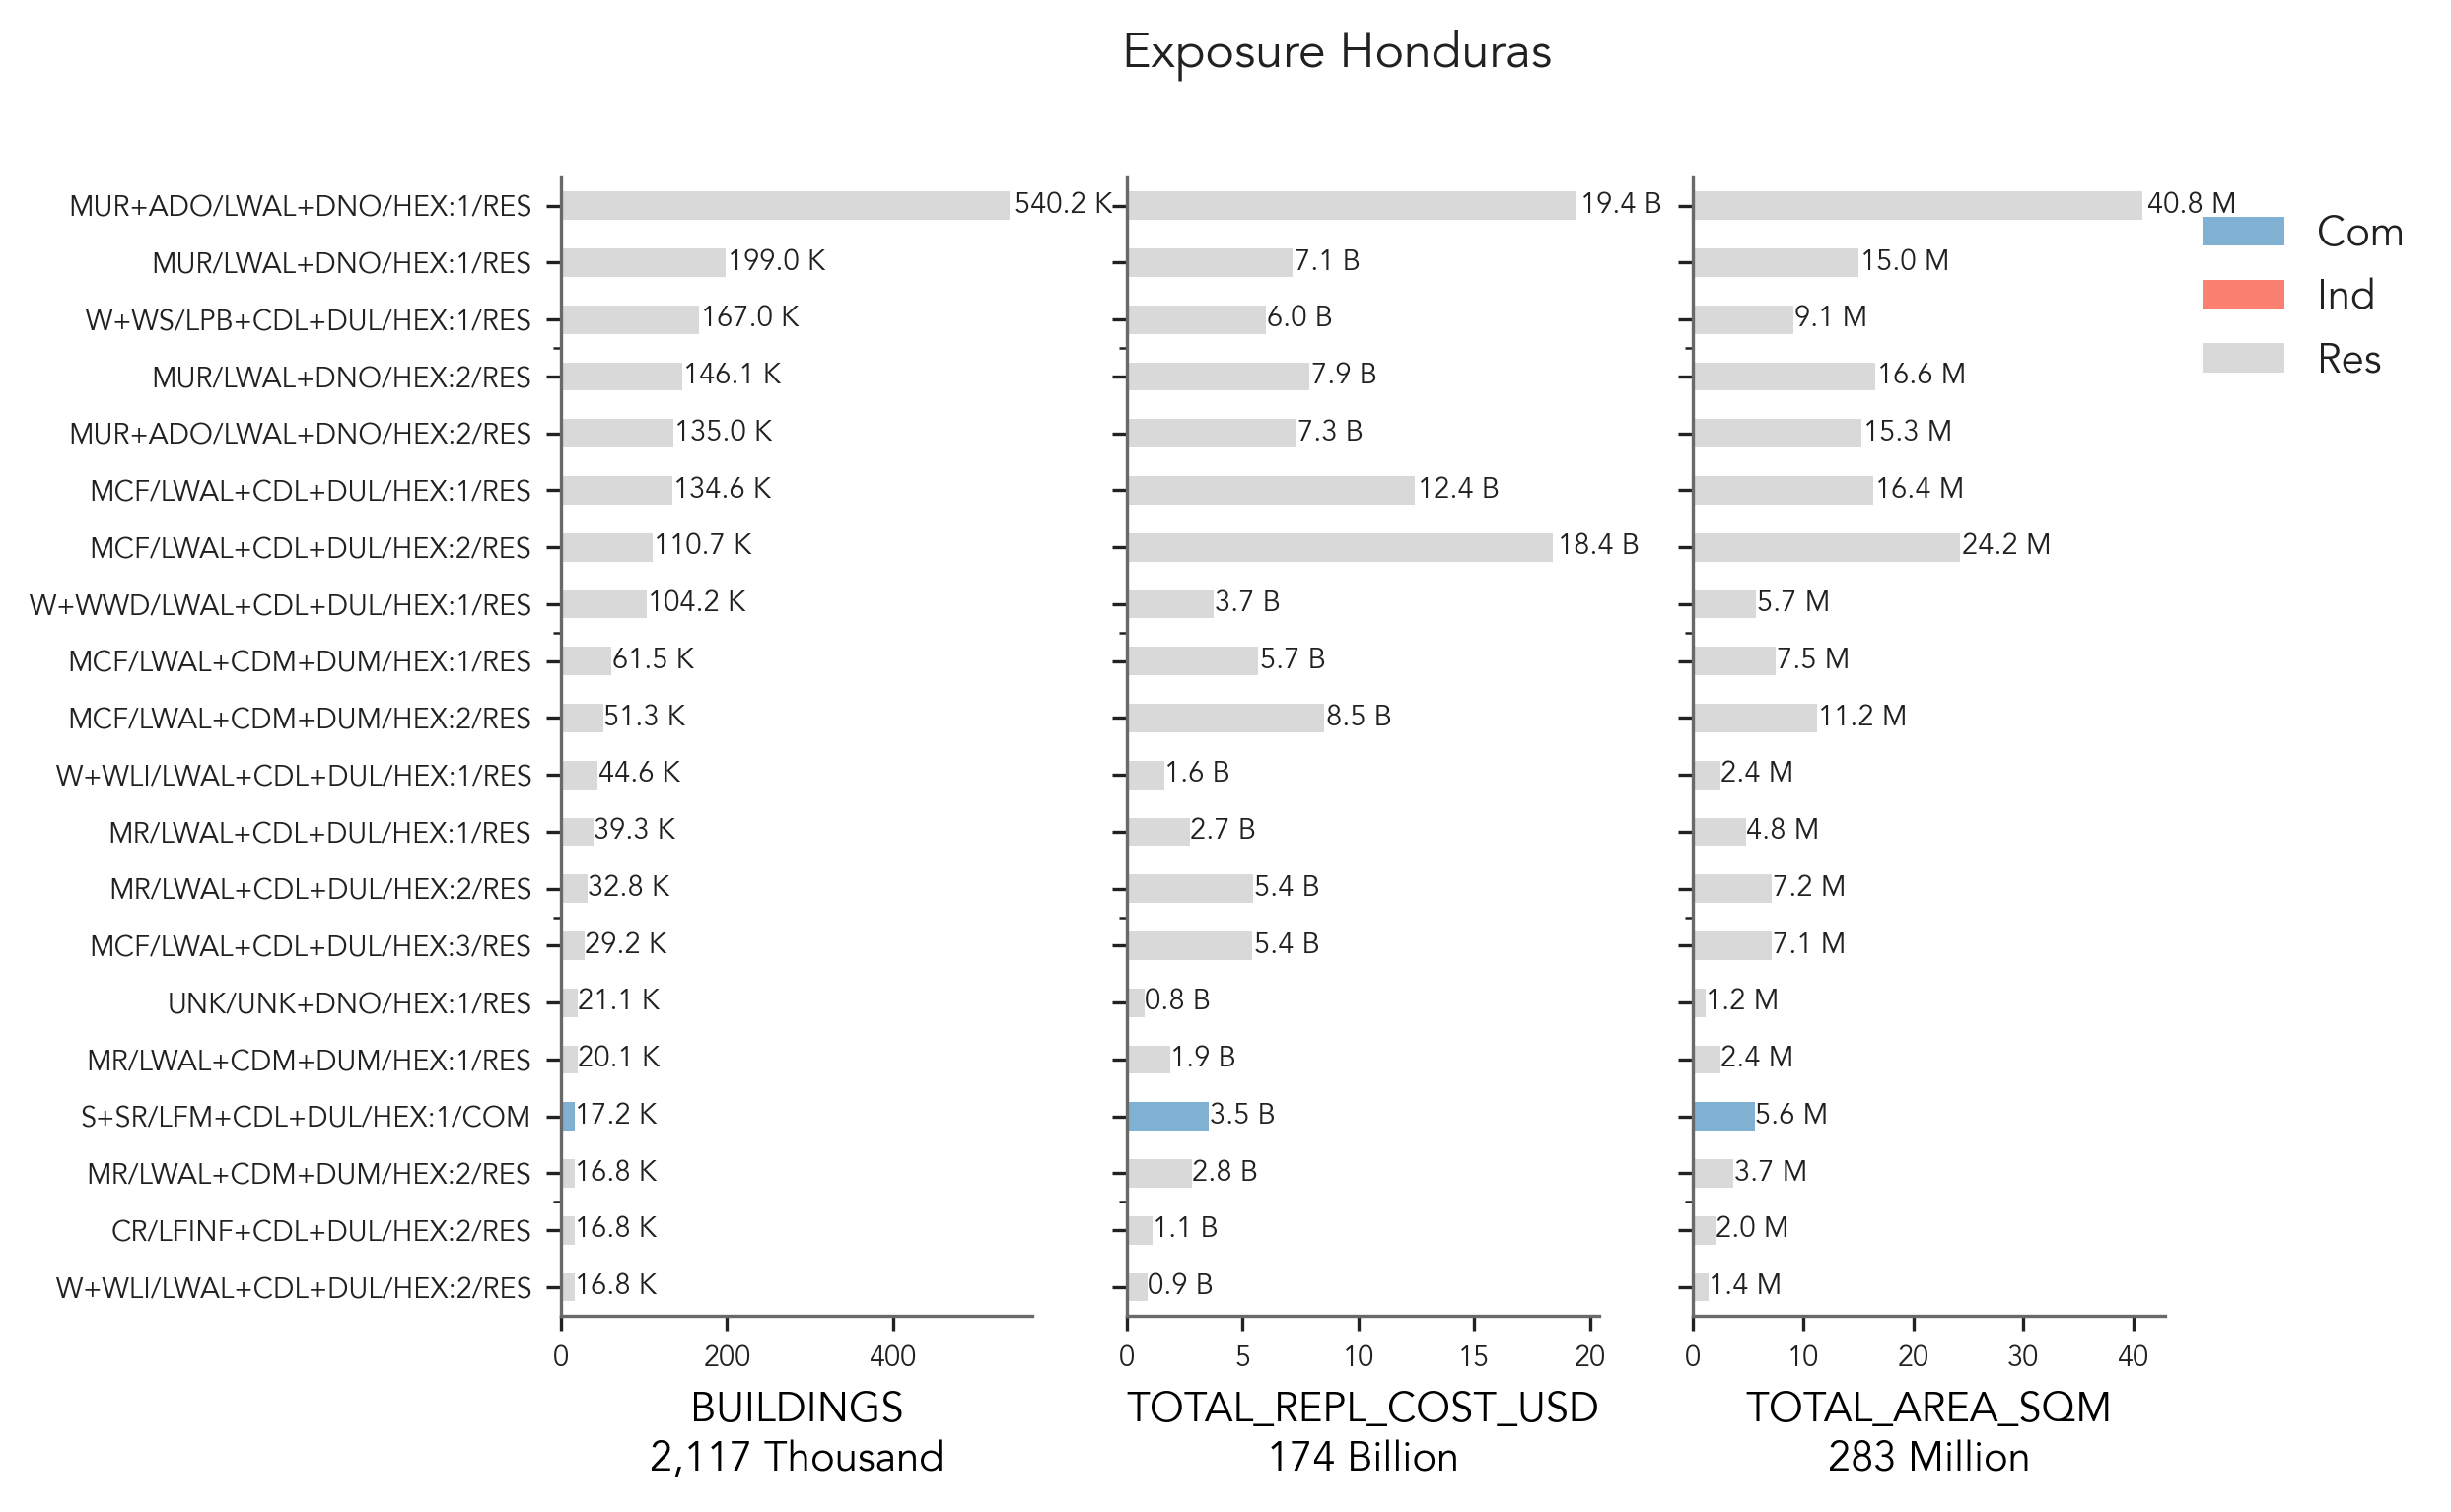 Exposure Honduras
MUR+ADO/LWAL+DNO/HEX:1/RES 540.2 K 19.4 B 40.8 M
MUR/LWAL+DNO/HEX:1/RES 199.0 K 7.1 B 15.0 M
W+WS/LPB+CDL+DUL/HEX:1/RES 167.0 K 6.0 B 9.1 M
MUR/LWAL+DNO/HEX:2/RES 146.1 K 7.9 B 16.6 M
MUR+ADO/LWAL+DNO/HEX:2/RES 135.0 K 7.3 B 15.3 M
MCF/LWAL+CDL+DUL/HEX:1/RES 134.6 K 12.4 B 16.4 M
MCF/LWAL+CDL+DUL/HEX:2/RES 110.7 K 18.4 B 24.2 M
W+WWD/LWAL+CDL+DUL/HEX:1/RES 104.2 K 3.7 B 5.7 M
MCF/LWAL+CDM+DUM/HEX:1/RES 61.5 K 5.7 B 7.5 M
MCF/LWAL+CDM+DUM/HEX:2/RES 51.3 K 8.5 B 11.2 M
W+WLI/LWAL+CDL+DUL/HEX:1/RES 44.6 K 1.6 B 2.4 M
MR/LWAL+CDL+DUL/HEX:1/RES 39.3 K 2.7 B 4.8 M
MR/LWAL+CDL+DUL/HEX:2/RES 32.8 K 5.4 B 7.2 M
MCF/LWAL+CDL+DUL/HEX:3/RES 29.2 K 5.4 B 7.1 M
UNK/UNK+DNO/HEX:1/RES 21.1 K 0.8 B 1.2 M
MR/LWAL+CDM+DUM/HEX:1/RES 20.1 K 1.9 B 2.4 M
S+SR/LFM+CDL+DUL/HEX:1/COM 17.2 K 3.5 B 5.6 M
MR/LWAL+CDM+DUM/HEX:2/RES 16.8 K 2.8 B 3.7 M
CR/LFINF+CDL+DUL/HEX:2/RES 16.8 K 1.1 B 2.0 M
W+WLI/LWAL+CDL+DUL/HEX:2/RES 16.8 K 0.9 B 1.4 M
0 200 400
BUILDINGS
2,117 Thousand
0 5 10 15 20
TOTAL_REPL_COST_USD
174 Billion
0 10 20 30 40
TOTAL_AREA_SQM
283 Million
Com
Ind
Res